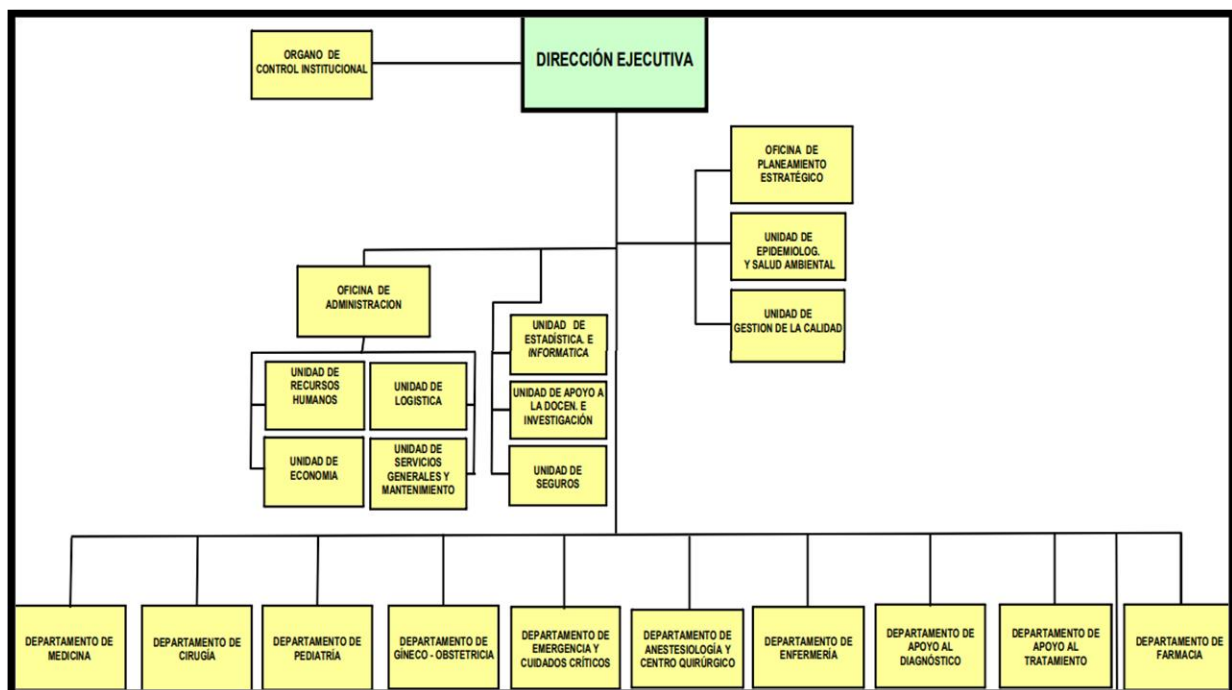 ORGANO DE
CONTROL INSTITUCIONAL
DIRECCIÓN EJECUTIVA
OFICINA DE
PLANEAMIENTO
ESTRATÉGICO
UNIDAD DE
EPIDEMIOLOG.
Y SALUD AMBIENTAL
UNIDAD DE
GESTION DE LA CALIDAD
OFICINA DE
ADMINISTRACION
UNIDAD DE
RECURSOS
HUMANOS
UNIDAD DE
LOGISTICA
UNIDAD DE
ECONOMIA
UNIDAD DE
SERVICIOS
GENERALES Y
MANTENIMIENTO
UNIDAD DE
ESTADÍSTICA. E
INFORMATICA
UNIDAD DE APOYO A
LA DOCEN. E
INVESTIGACIÓN
UNIDAD DE
SEGUROS
DEPARTAMENTO DE
MEDICINA
DEPARTAMENTO DE
CIRUGÍA
DEPARTAMENTO DE
PEDIATRÍA
DEPARTAMENTO DE
GÍNECO - OBSTETRICIA
DEPARTAMENTO DE
EMERGENCIA Y
CUIDADOS CRÍTICOS
DEPARTAMENTO DE
ANESTESIOLOGÍA Y
CENTRO QUIRÚRGICO
DEPARTAMENTO DE
ENFERMERÍA
DEPARTAMENTO DE
APOYO AL
DIAGNÓSTICO
DEPARTAMENTO DE
APOYO AL
TRATAMIENTO
DEPARTAMENTO DE
FARMACIA